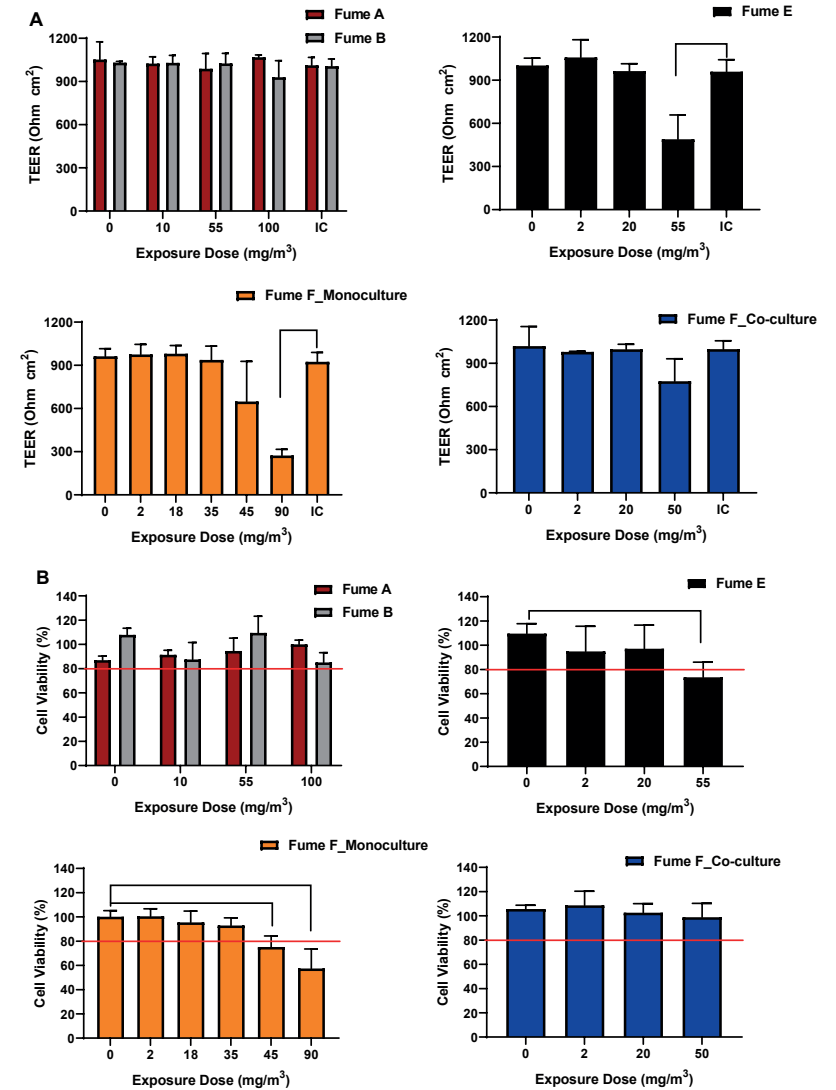 A
Fume A
Fume B
1200
900
600
300
0
TEER (Ohm cm²)
0 10 55 100 IC
Exposure Dose (mg/m³)
Fume E
1200
900
600
300
0
TEER (Ohm cm²)
0 2 20 55 IC
Exposure Dose (mg/m³)
Fume F_Monoculture
1200
900
600
300
0
TEER (Ohm cm²)
0 2 18 35 45 90 IC
Exposure Dose (mg/m³)
Fume F_Co-culture
1200
900
600
300
0
TEER (Ohm cm²)
0 2 20 50 IC
Exposure Dose (mg/m³)
B
Fume A
Fume B
140
120
100
80
60
40
20
0
Cell Viability (%)
0 10 55 100
Exposure Dose (mg/m³)
Fume E
140
120
100
80
60
40
20
0
Cell Viability (%)
0 2 20 55
Exposure Dose (mg/m³)
Fume F_Monoculture
140
120
100
80
60
40
20
0
Cell Viability (%)
0 2 18 35 45 90
Exposure Dose (mg/m³)
Fume F_Co-culture
140
120
100
80
60
40
20
0
Cell Viability (%)
0 2 20 50
Exposure Dose (mg/m³)